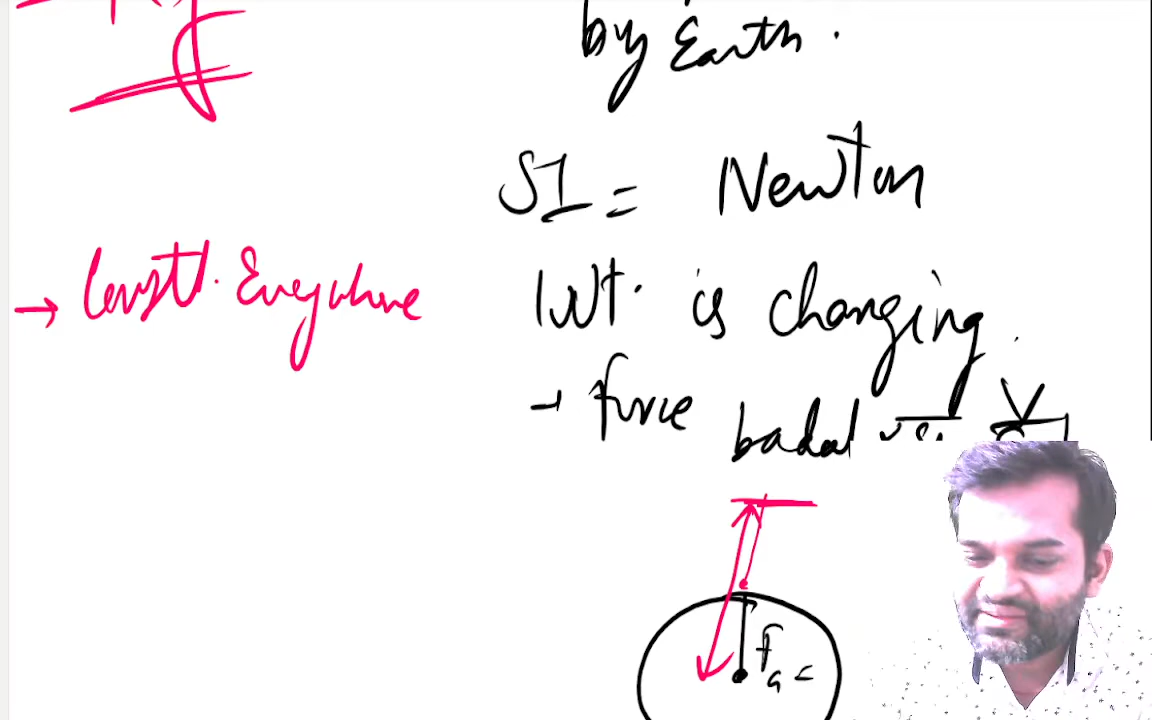 by Earth.
SI = Newton
→ Const. Everywhere
Wt. is changing.
→ force badal
F